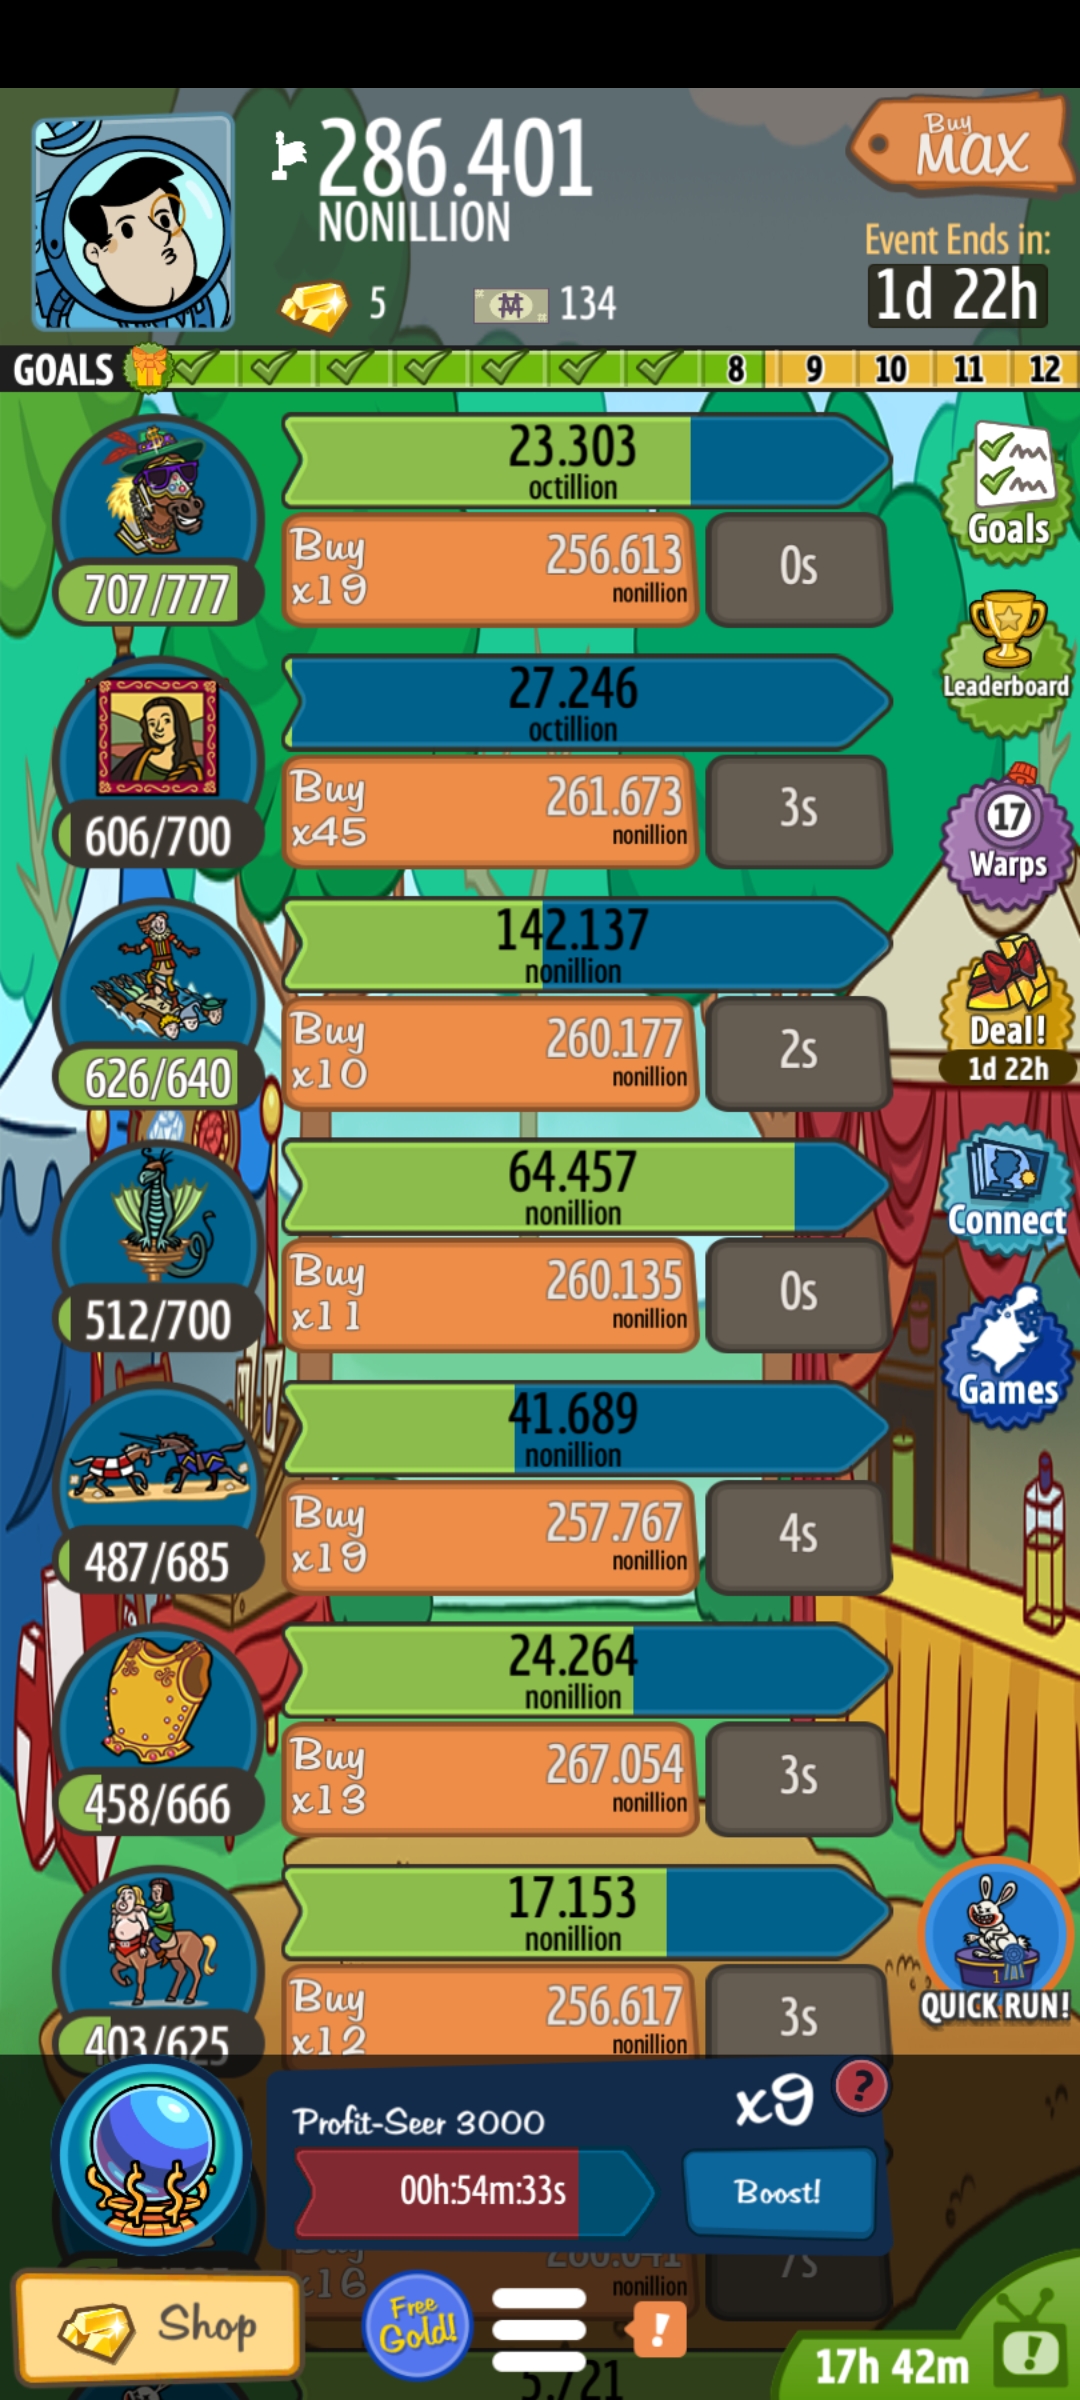 286.401
NONILLION
Buy
MAX
5
134
Event Ends in:
1d 22h
GOALS
8
9
10
11
12
23.303
octillion
Buy
x19
256.613
nonillion
0s
707/777
Goals
27.246
octillion
Buy
x45
261.673
nonillion
3s
606/700
Leaderboard
17
Warps
142.137
nonillion
Buy
x10
260.177
nonillion
2s
626/640
Deal!
1d 22h
64.457
nonillion
Buy
x11
260.135
nonillion
0s
512/700
Connect
Games
41.689
nonillion
Buy
x19
257.767
nonillion
4s
487/685
24.264
nonillion
Buy
x13
267.054
nonillion
3s
458/666
17.153
nonillion
Buy
x12
256.617
nonillion
3s
403/625
1
QUICK RUN!
Profit-Seer 3000
x9
?
00h:54m:33s
Boost!
Buy
x16
nonillion
7s
Shop
Free
Gold!
!
17h 42m
!
5.721